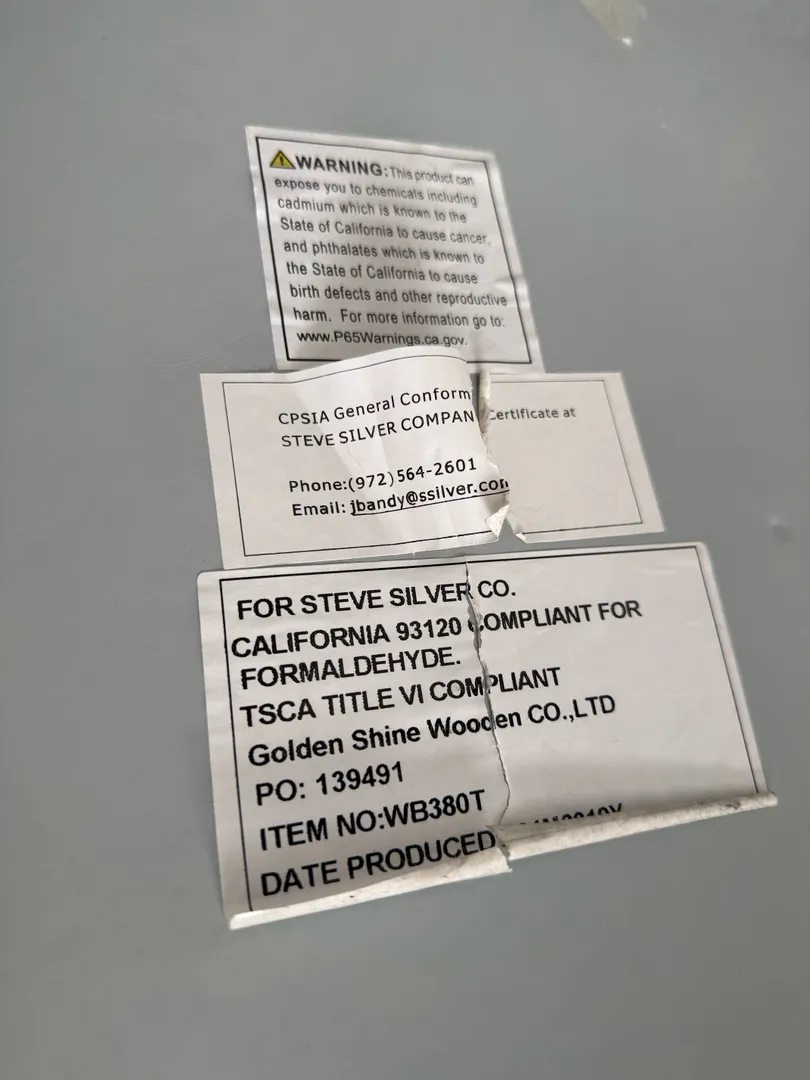 WARNING: This product can
expose you to chemicals including
cadmium which is known to the
State of California to cause cancer,
and phthalates which is known to
the State of California to cause
birth defects and other reproductive
harm. For more information go to:
www.P65Warnings.ca.gov.
CPSIA General Conform Certificate at
STEVE SILVER COMPAN
Phone:(972)564-2601
Email: jbandy@ssilver.com
FOR STEVE SILVER CO.
CALIFORNIA 93120 COMPLIANT FOR
FORMALDEHYDE.
TSCA TITLE VI COMPLIANT
Golden Shine Wooden CO.,LTD
PO: 139491
ITEM NO:WB380T
DATE PRODUCED